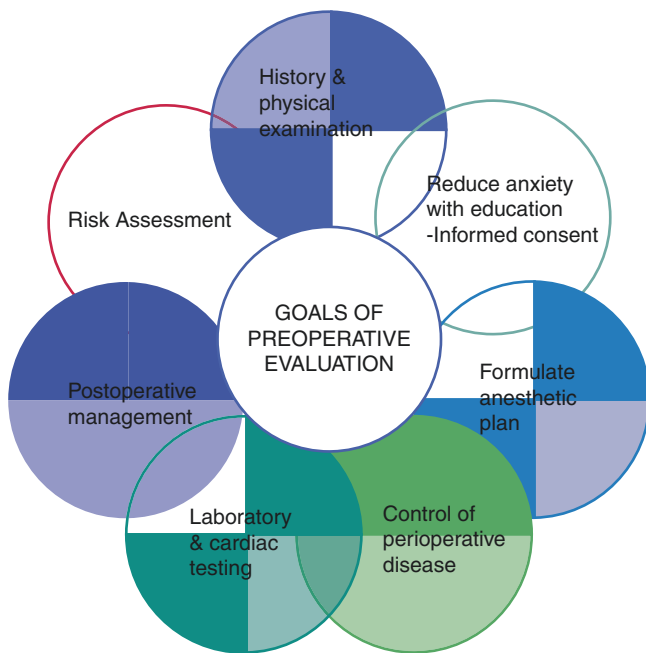 History &
physical
examination
Reduce anxiety
with education
-Informed consent
Risk Assessment
GOALS OF
PREOPERATIVE
EVALUATION
Formulate
anesthetic
plan
Postoperative
management
Laboratory
& cardiac
testing
Control of
perioperative
disease